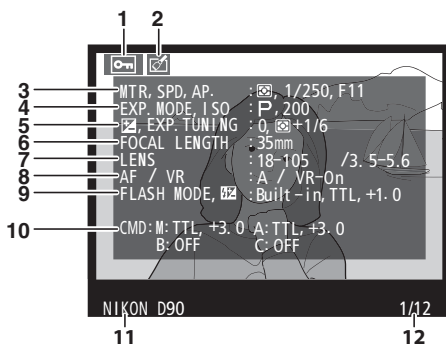 1 2
3 MTR, SPD, AP. : , 1/250, F11
4 EXP. MODE, ISO : P, 200
5 , EXP. TUNING : 0, +1/6
6 FOCAL LENGTH : 35mm
7 LENS : 18-105 /3.5-5.6
8 AF / VR : A / VR-On
9 FLASH MODE, : Built-in, TTL, +1.0
10 CMD: M: TTL, +3.0 A: TTL, +3.0
B: OFF C: OFF
NIKON D90 1/12
11 12